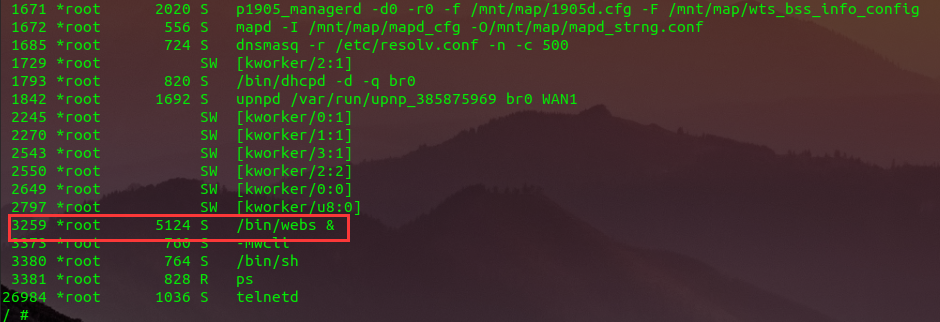 1671 *root 2020 S p1905_managerd -d0 -r0 -f /mnt/map/1905d.cfg -F /mnt/map/wts_bss_info_config
1672 *root 556 S mapd -I /mnt/map/mapd_cfg -O/mnt/map/mapd_strng.conf
1685 *root 724 S dnsmasq -r /etc/resolv.conf -n -c 500
1729 *root SW [kworker/2:1]
1793 *root 820 S /bin/dhcpd -d -q br0
1842 *root 1692 S upnpd /var/run/upnp_385875969 br0 WAN1
2245 *root SW [kworker/0:1]
2270 *root SW [kworker/1:1]
2543 *root SW [kworker/3:1]
2550 *root SW [kworker/2:2]
2649 *root SW [kworker/0:0]
2797 *root SW [kworker/u8:0]
3259 *root 5124 S /bin/webs &
3373 *root 760 S -mwcli
3380 *root 764 S /bin/sh
3381 *root 828 R ps
26984 *root 1036 S telnetd
/ #